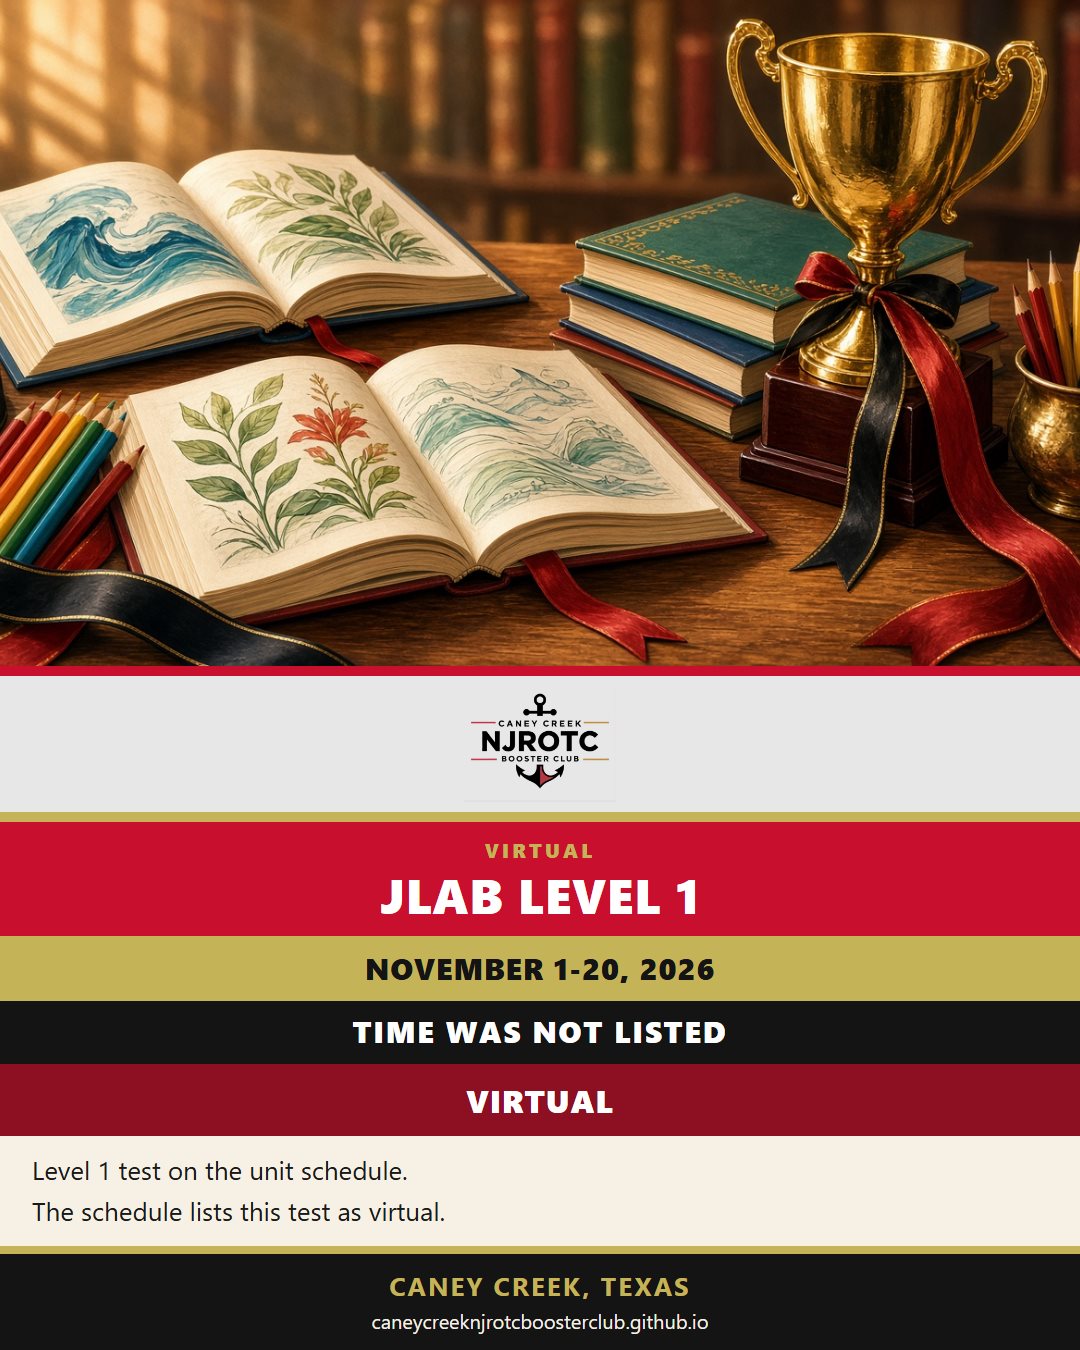 CANEY CREEK
NJROTC
BOOSTER CLUB
VIRTUAL
JLAB LEVEL 1
NOVEMBER 1-20, 2026
TIME WAS NOT LISTED
VIRTUAL
Level 1 test on the unit schedule.
The schedule lists this test as virtual.
CANEY CREEK, TEXAS
caneycreeknjrotcboosterclub.github.io